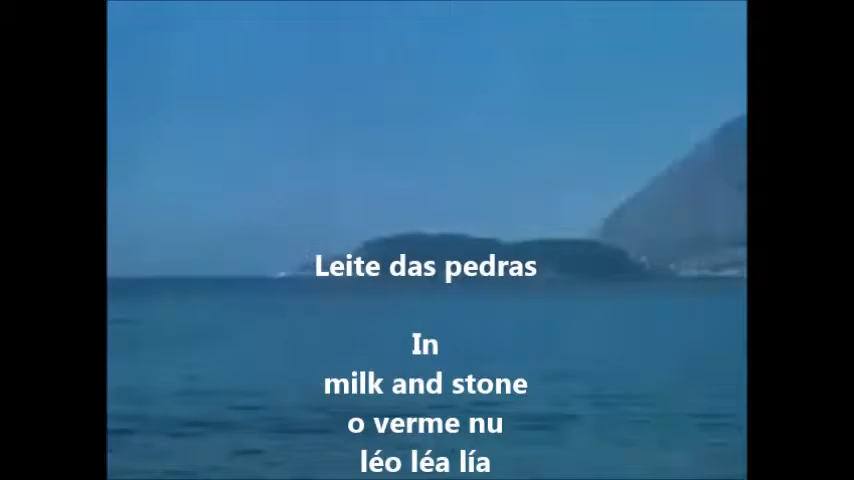 Leite das pedras
In
milk and stone
o verme nu
léo léa lía